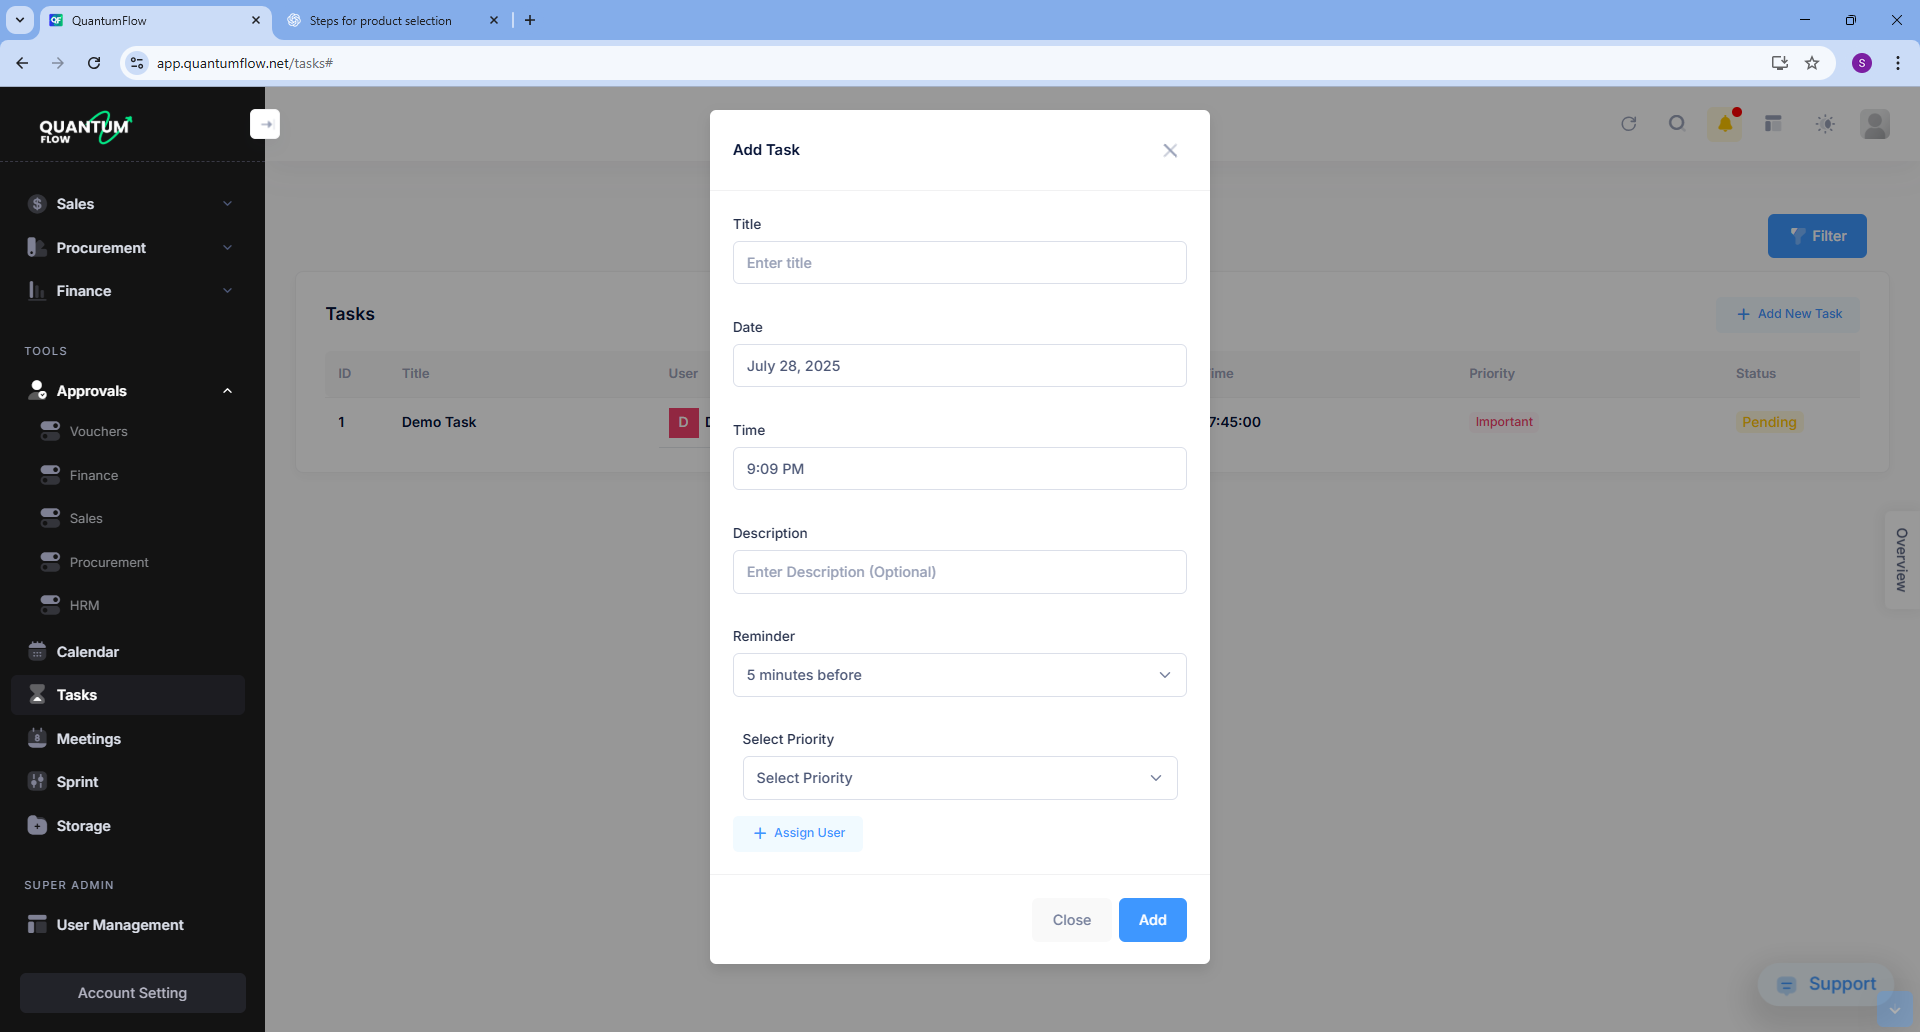 QuantumFlow
Steps for product selection
app.quantumflow.net/tasks#
S
QUANTUM
FLOW
Sales
Procurement
Finance
TOOLS
Approvals
Vouchers
Finance
Sales
Procurement
HRM
Calendar
Tasks
8
Meetings
Sprint
Storage
SUPER ADMIN
User Management
Account Setting
Filter
Tasks
Add New Task
ID Title User ime Priority Status
1 Demo Task D 7:45:00 Important Pending
Add Task
Title
Enter title
Date
July 28, 2025
Time
9:09 PM
Description
Enter Description (Optional)
Reminder
5 minutes before
Select Priority
Select Priority
Assign User
Close Add
Overview
Support